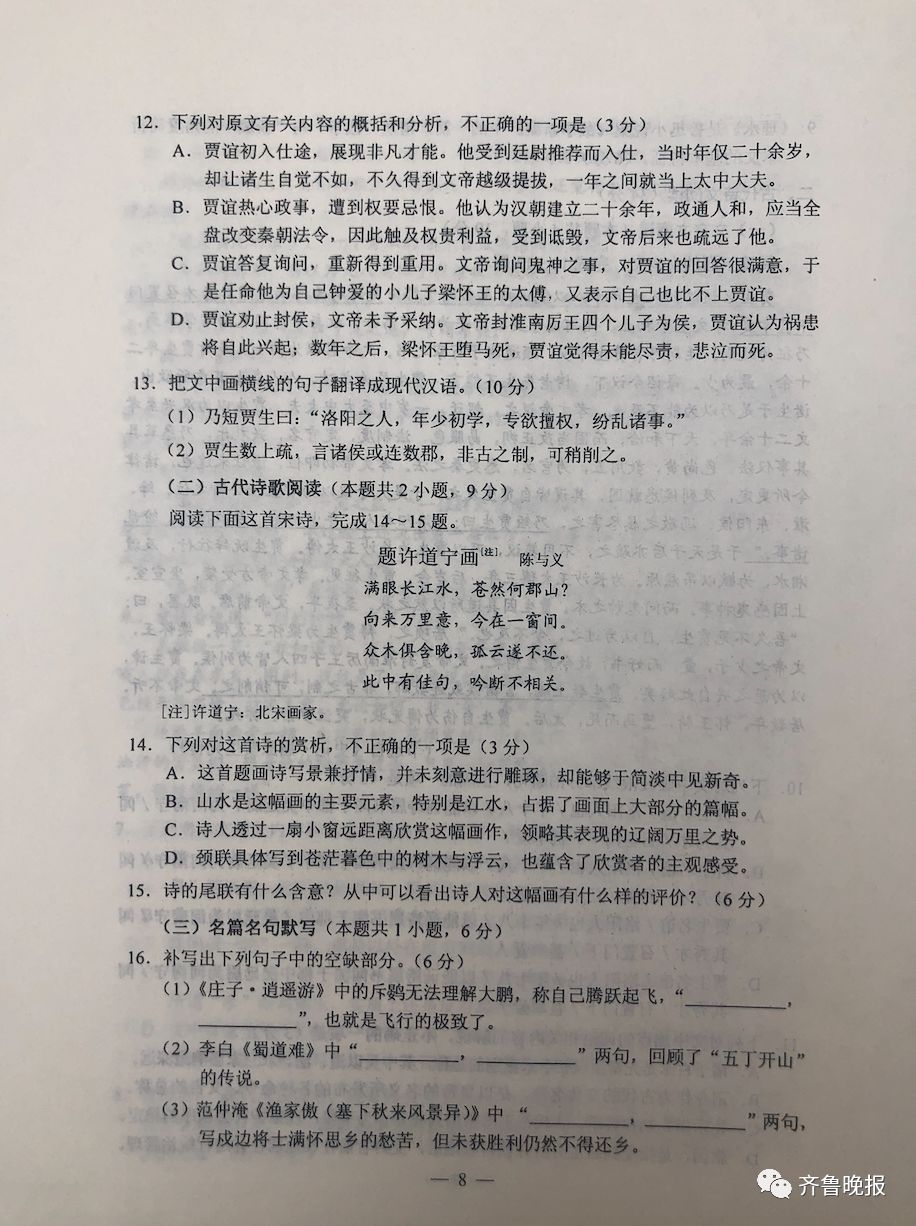 12．下列对原文有关内容的概括和分析，不正确的一项是（3 分）
A．贾谊初入仕途，展现非凡才能。他受到廷尉推荐而入仕，当时年仅二十余岁，
却让诸生自觉不如，不久得到文帝越级提拔，一年之间就当上太中大夫。
B．贾谊热心政事，遭到权要忌恨。他认为汉朝建立二十余年，政通人和，应当全
盘改变秦朝法令，因此触及权贵利益，受到诋毁，文帝后来也疏远了他。
C．贾谊答复询问，重新得到重用。文帝询问鬼神之事，对贾谊的回答很满意，于
是任命他为自己钟爱的小儿子梁怀王的太傅，又表示自己也比不上贾谊。
D．贾谊劝止封侯，文帝未予采纳。文帝封淮南厉王四个儿子为侯，贾谊认为祸患
将自此兴起；数年之后，梁怀王堕马死，贾谊觉得未能尽责，悲泣而死。
13．把文中画横线的句子翻译成现代汉语。（10 分）
（1）乃短贾生曰：“洛阳之人，年少初学，专欲擅权，纷乱诸事。”
（2）贾生数上疏，言诸侯或连数郡，非古之制，可稍削之。
（二）古代诗歌阅读（本题共 2 小题，9 分）
阅读下面这首宋诗，完成 14～15 题。
题许道宁画[注] 陈与义
满眼长江水，苍然何郡山？
向来万里意，今在一窗间。
众木俱含晚，孤云遂不还。
此中有佳句，吟断不相关。
[注]许道宁：北宋画家。
14．下列对这首诗的赏析，不正确的一项是（3 分）
A．这首题画诗写景兼抒情，并未刻意进行雕琢，却能够于简淡中见新奇。
B．山水是这幅画的主要元素，特别是江水，占据了画面上大部分的篇幅。
C．诗人透过一扇小窗远距离欣赏这幅画作，领略其表现的辽阔万里之势。
D．颈联具体写到苍茫暮色中的树木与浮云，也蕴含了欣赏者的主观感受。
15．诗的尾联有什么含意？从中可以看出诗人对这幅画有什么样的评价？（6 分）
（三）名篇名句默写（本题共 1 小题，6 分）
16．补写出下列句子中的空缺部分。（6 分）
（1）《庄子·逍遥游》中的斥鴳无法理解大鹏，称自己腾跃起飞，“__________，
__________”，也就是飞行的极致了。
（2）李白《蜀道难》中“__________，__________”两句，回顾了“五丁开山”
的传说。
（3）范仲淹《渔家傲（塞下秋来风景异）》中 “__________，__________”两句，
写戍边将士满怀思乡的愁苦，但未获胜利仍然不得还乡。
— 8 —
齐鲁晚报